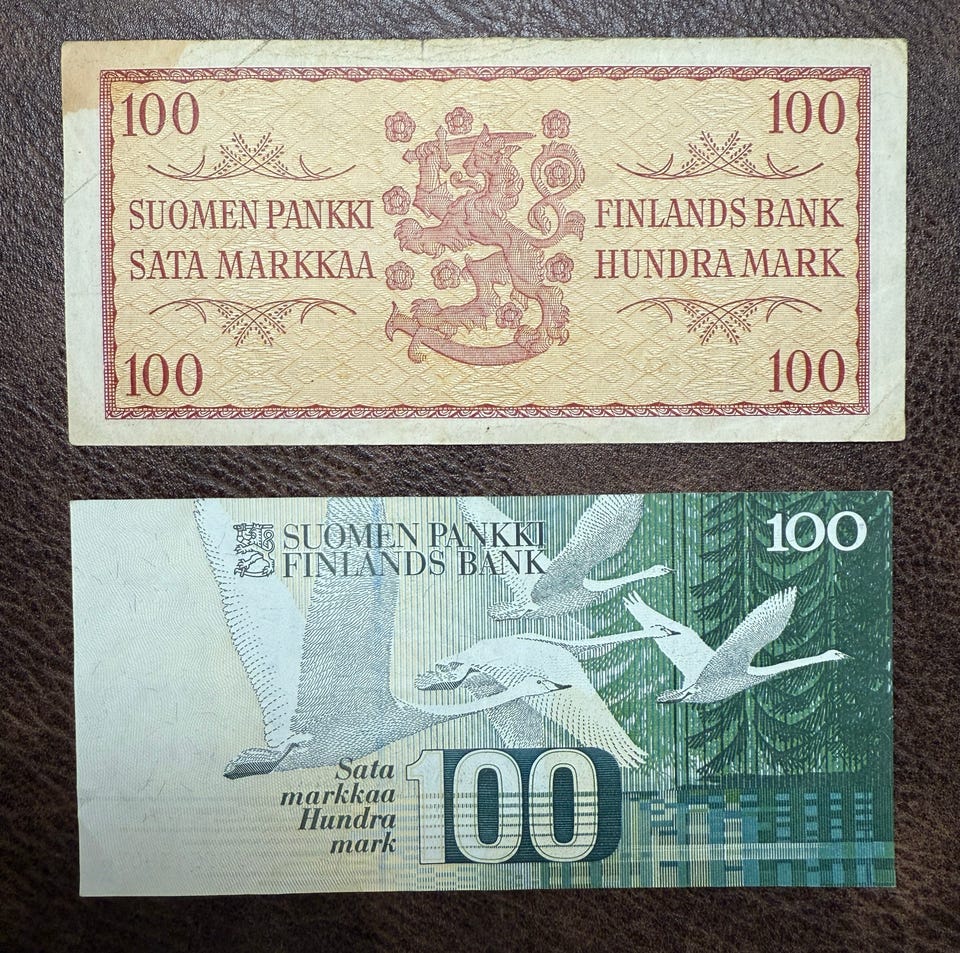 100 100
SUOMEN PANKKI FINLANDS BANK
SATA MARKKAA HUNDRA MARK
100 100
SUOMEN PANKKI
FINLANDS BANK
100
Sata
markkaa
Hundra
mark
100